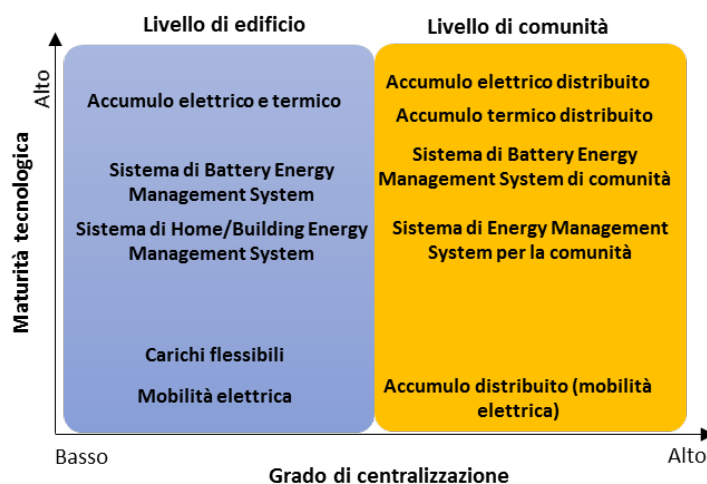 Livello di edificio
Livello di comunità
Alto
Maturità tecnologica
Accumulo elettrico e termico
Sistema di Battery Energy
Management System
Sistema di Home/Building Energy
Management System
Carichi flessibili
Mobilità elettrica
Accumulo elettrico distribuito
Accumulo termico distribuito
Sistema di Battery Energy
Management System di comunità
Sistema di Energy Management
System per la comunità
Accumulo distribuito (mobilità
elettrica)
Basso
Alto
Grado di centralizzazione